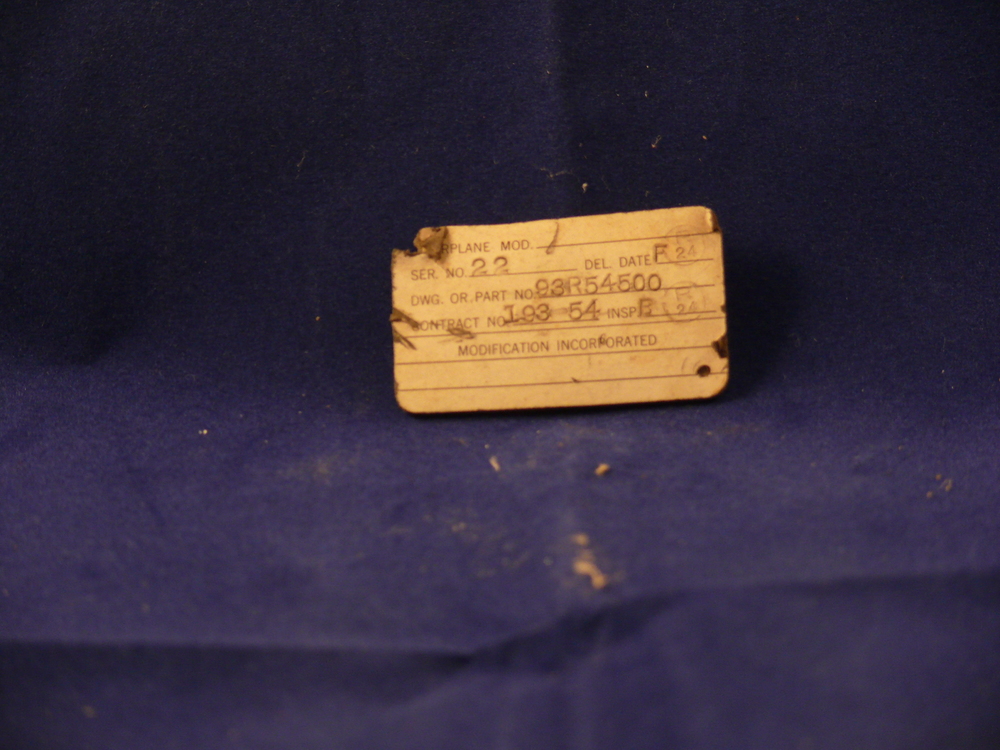 RPLANE MOD.
SER. NO. 22 DEL. DATE F 24
DWG. OR. PART NO. 93R54500
CONTRACT NO. 193 54 INSP. 24
MODIFICATION INCORPORATED